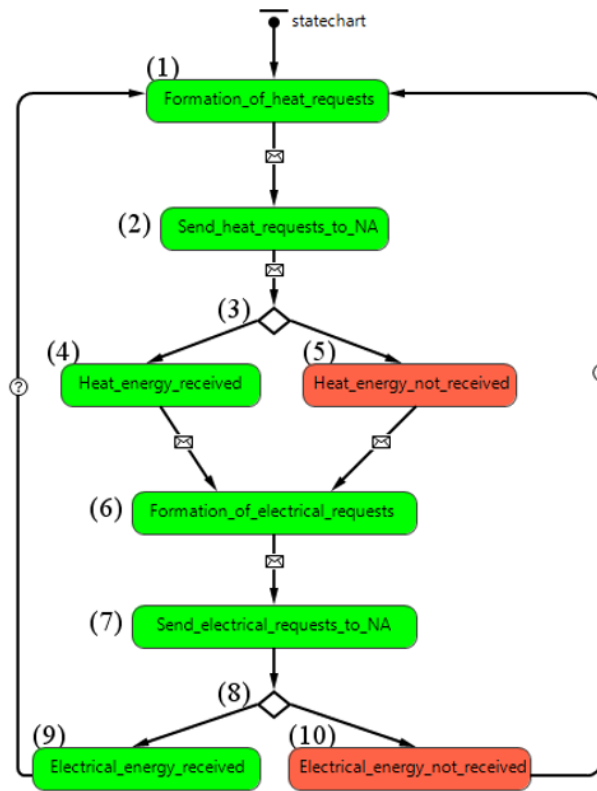 statechart
(1)
Formation_of_heat_requests
(2)
Send_heat_requests_to_NA
(3)
(4)
(5)
Heat_energy_received
Heat_energy_not_received
?
(6)
Formation_of_electrical_requests
(7)
Send_electrical_requests_to_NA
(8)
(9)
(10)
Electrical_energy_received
Electrical_energy_not_received